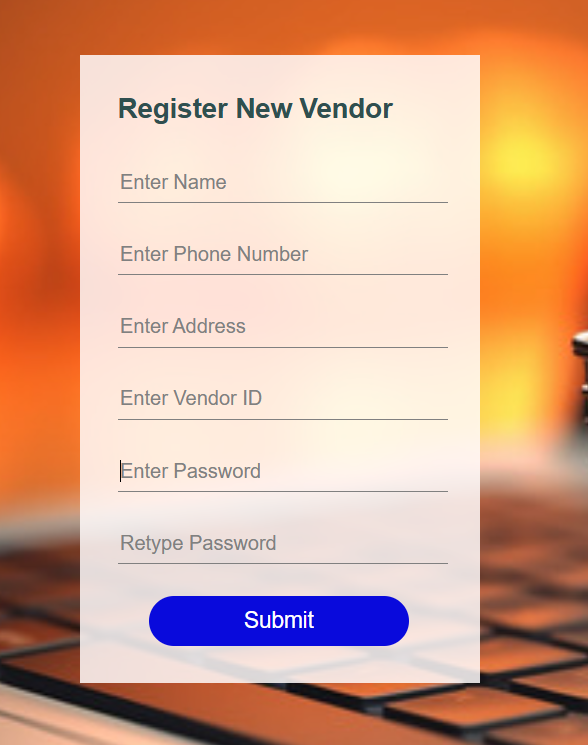 Register New Vendor
Enter Name
Enter Phone Number
Enter Address
Enter Vendor ID
Enter Password
Retype Password
Submit